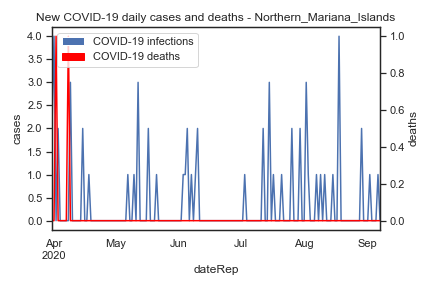 New COVID-19 daily cases and deaths - Northern_Mariana_Islands
COVID-19 infections
COVID-19 deaths
cases
4.0
3.5
3.0
2.5
2.0
1.5
1.0
0.5
0.0
1.0
0.8
0.6
0.4
0.2
0.0
deaths
Apr
2020
May
Jun
Jul
Aug
Sep
dateRep